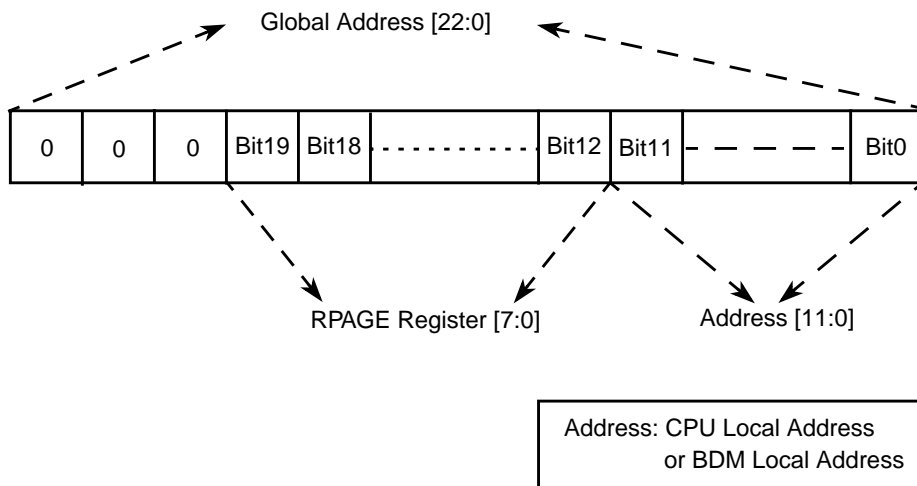 Global Address [22:0]
0 0 0 Bit19 Bit18 Bit12 Bit11 Bit0
RPAGE Register [7:0]
Address [11:0]
Address: CPU Local Address
or BDM Local Address